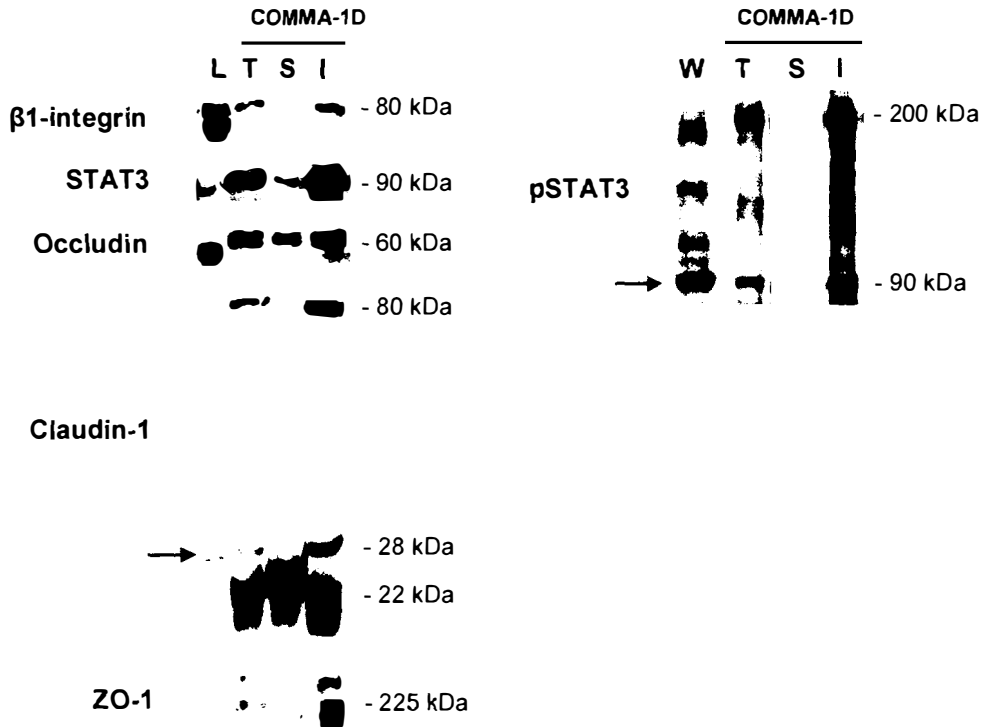 COMMA-1D
L T S I
β1-integrin
- 80 kDa
STAT3
- 90 kDa
Occludin
- 60 kDa
- 80 kDa
Claudin-1
- 28 kDa
- 22 kDa
ZO-1
- 225 kDa
COMMA-1D
W T S I
- 200 kDa
pSTAT3
- 90 kDa